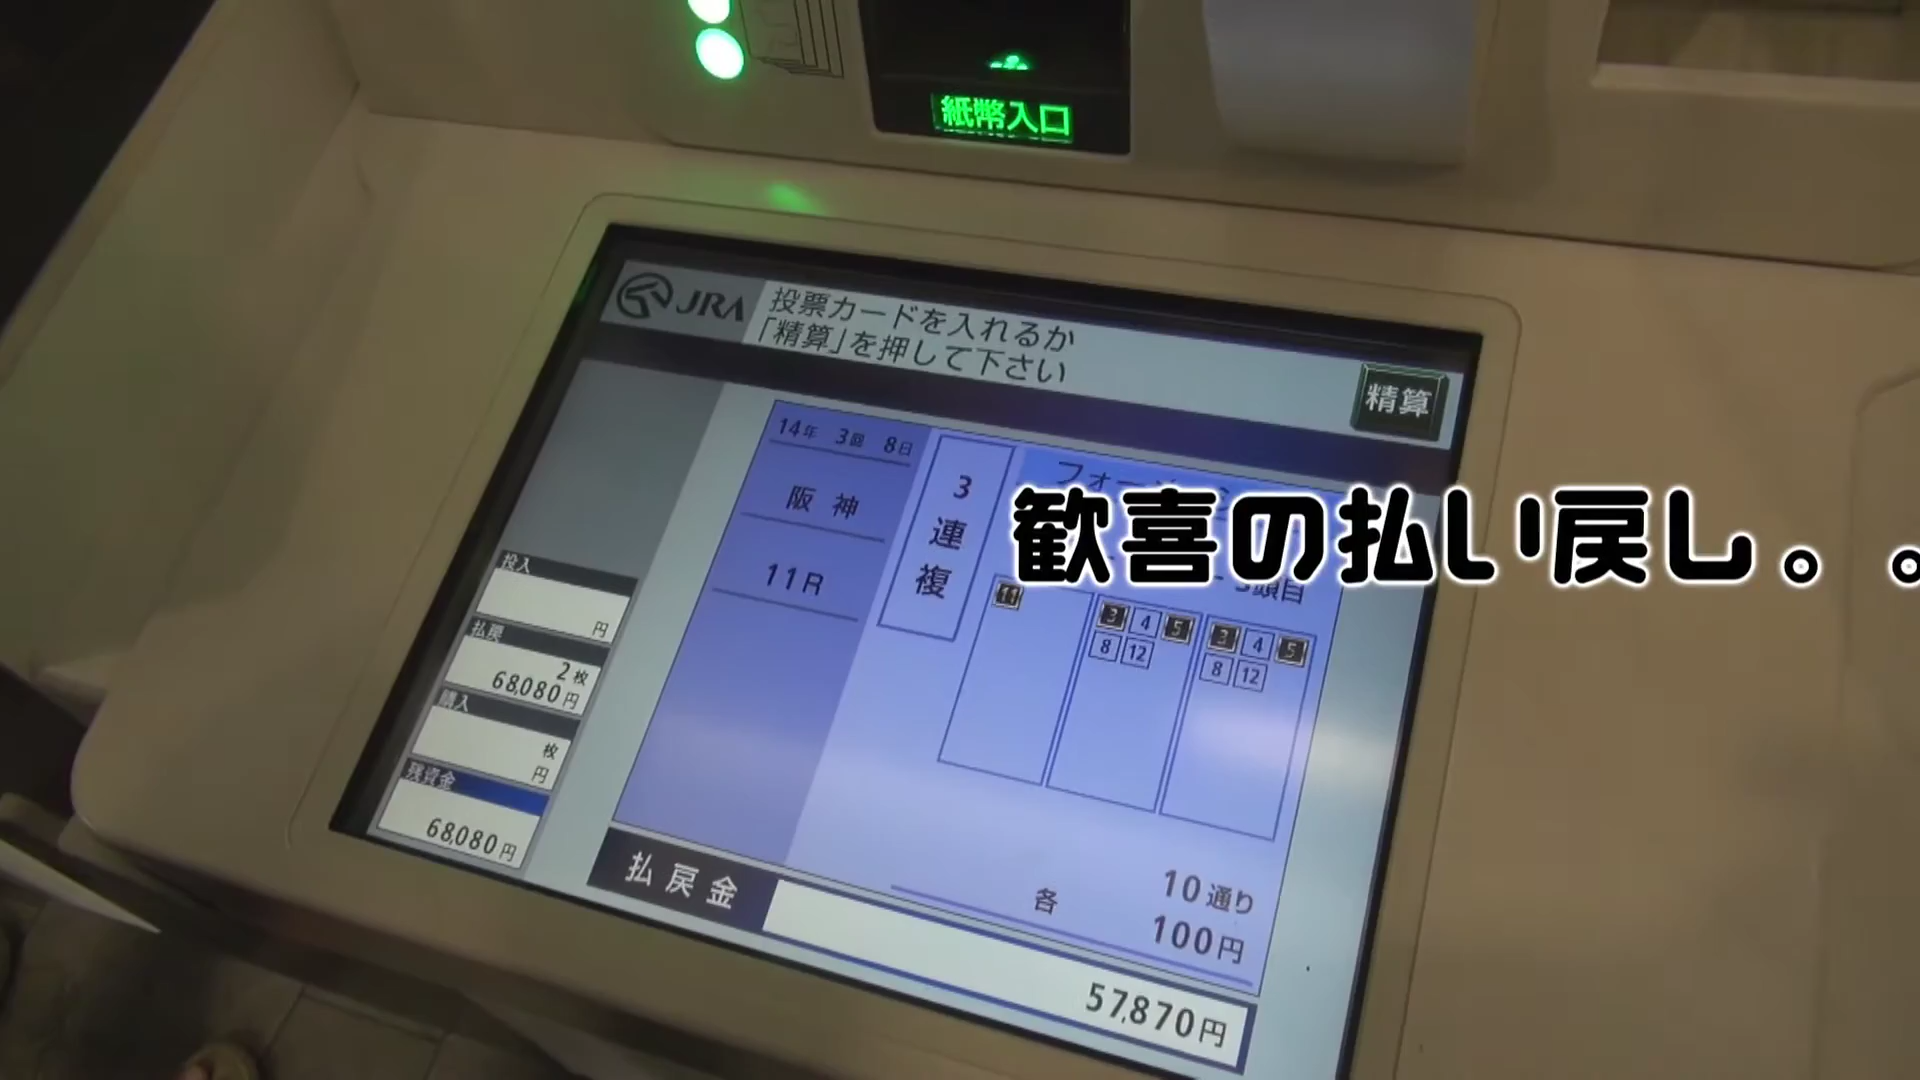 紙幣入口
JRA
投票カードを入れるか
「精算」を押して下さい
精算
14年 3回 8日
阪神
11R
3連複
歓喜の払い戻し。。
11
3 4 5
8 12
3 4 5
8 12
投入
円
払戻
2枚
68,080円
購入
枚
円
残資金
68,080円
10通り
各 100円
払戻金
57,870円